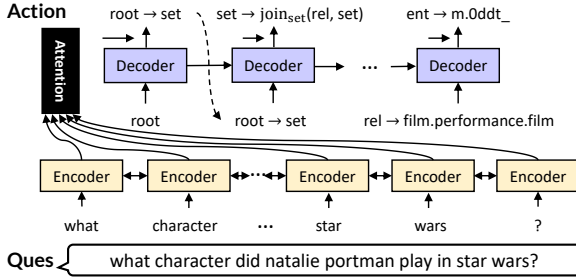 Action
root → set
set → join_set(rel, set)
ent → m.0ddt_
Attention
Decoder
Decoder
...
Decoder
root
root → set
rel → film.performance.film
Encoder
Encoder
...
Encoder
Encoder
Encoder
what
character
...
star
wars
?
Ques
what character did natalie portman play in star wars?